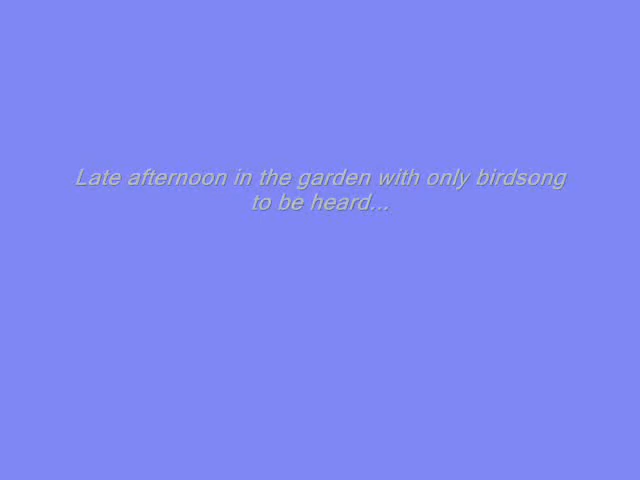 Late afternoon in the garden with only birdsong
to be heard...